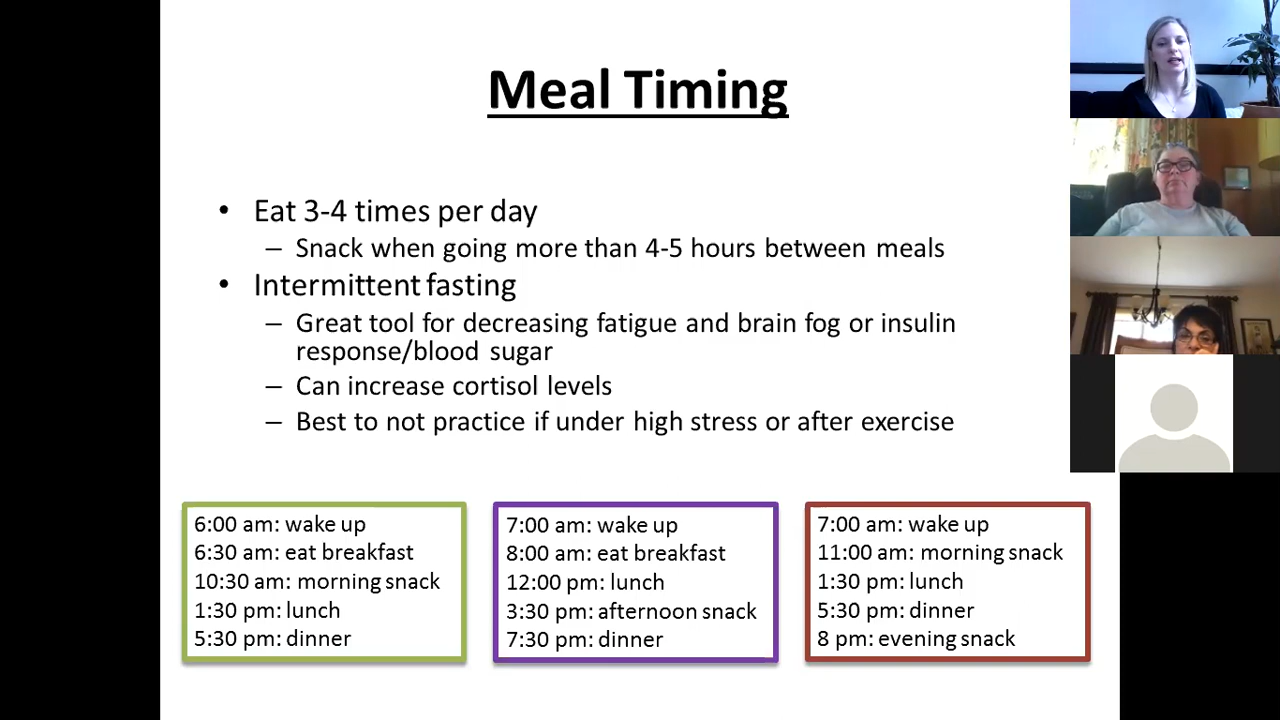 Meal Timing
• Eat 3-4 times per day
– Snack when going more than 4-5 hours between meals
• Intermittent fasting
– Great tool for decreasing fatigue and brain fog or insulin
response/blood sugar
– Can increase cortisol levels
– Best to not practice if under high stress or after exercise
6:00 am: wake up
6:30 am: eat breakfast
10:30 am: morning snack
1:30 pm: lunch
5:30 pm: dinner
7:00 am: wake up
8:00 am: eat breakfast
12:00 pm: lunch
3:30 pm: afternoon snack
7:30 pm: dinner
7:00 am: wake up
11:00 am: morning snack
1:30 pm: lunch
5:30 pm: dinner
8 pm: evening snack